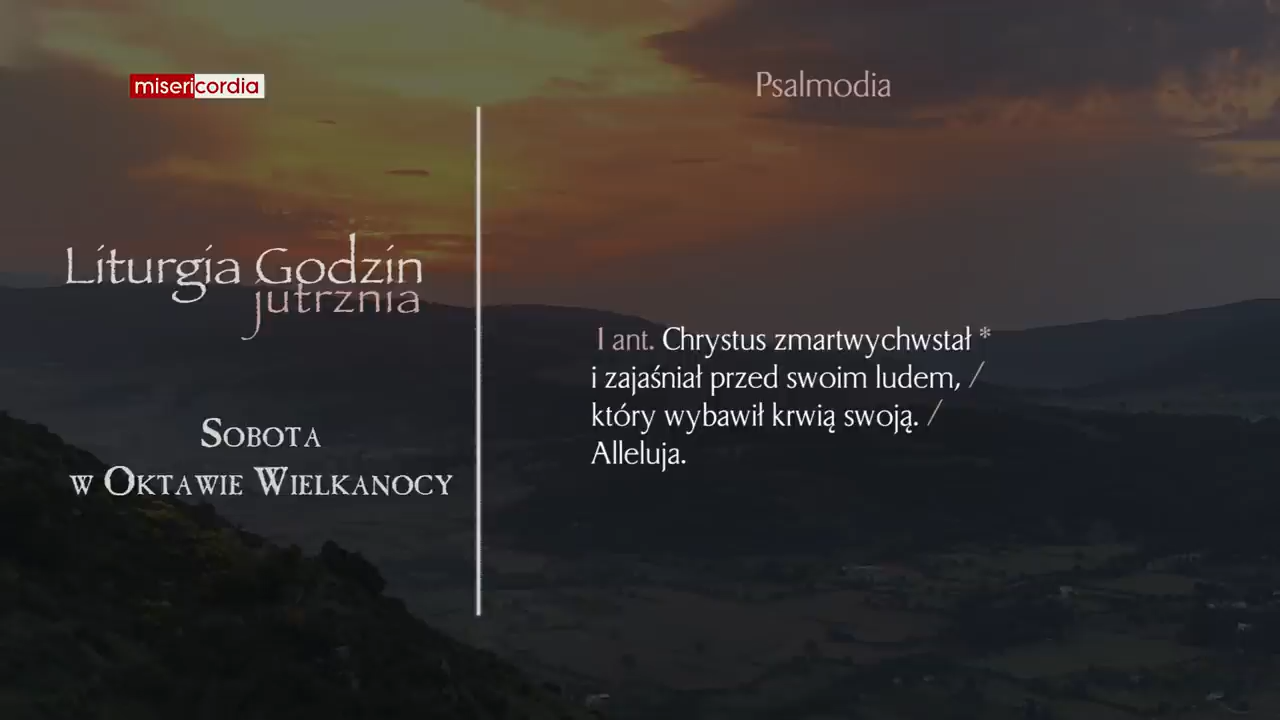 misericordia
Psalmodia
Liturgia Godzin
jutrznia
Sobota
w Oktawie Wielkanocy
I ant. Chrystus zmartwychwstał *
i zajaśniał przed swoim ludem, /
który wybawił krwią swoją. /
Alleluja.